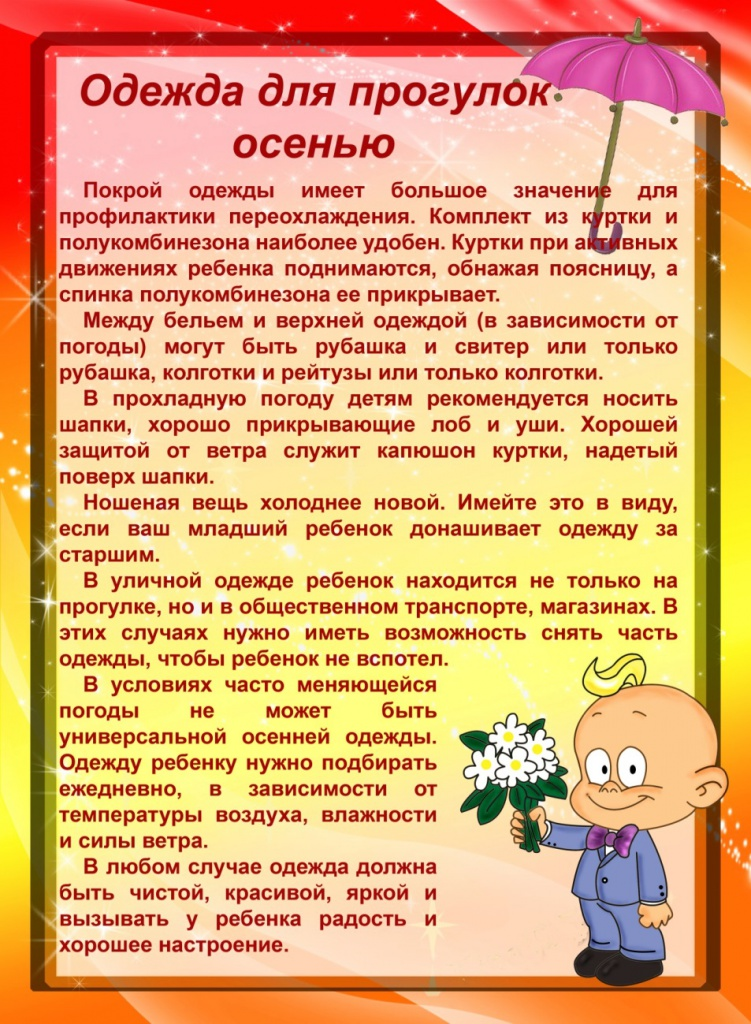 Одежда для прогулок
осенью
Покрой одежды имеет большое значение для
профилактики переохлаждения. Комплект из куртки и
полукомбинезона наиболее удобен. Куртки при активных
движениях ребенка поднимаются, обнажая поясницу, а
спинка полукомбинезона ее прикрывает.
Между бельем и верхней одеждой (в зависимости от
погоды) могут быть рубашка и свитер или только
рубашка, колготки и рейтузы или только колготки.
В прохладную погоду детям рекомендуется носить
шапки, хорошо прикрывающие лоб и уши. Хорошей
защитой от ветра служит капюшон куртки, надетый
поверх шапки.
Ношеная вещь холоднее новой. Имейте это в виду,
если ваш младший ребенок донашивает одежду за
старшим.
В уличной одежде ребенок находится не только на
прогулке, но и в общественном транспорте, магазинах. В
этих случаях нужно иметь возможность снять часть
одежды, чтобы ребенок не вспотел.
В условиях часто меняющейся
погоды не может быть
универсальной осенней одежды.
Одежду ребенку нужно подбирать
ежедневно, в зависимости от
температуры воздуха, влажности
и силы ветра.
В любом случае одежда должна
быть чистой, красивой, яркой и
вызывать у ребенка радость и
хорошее настроение.